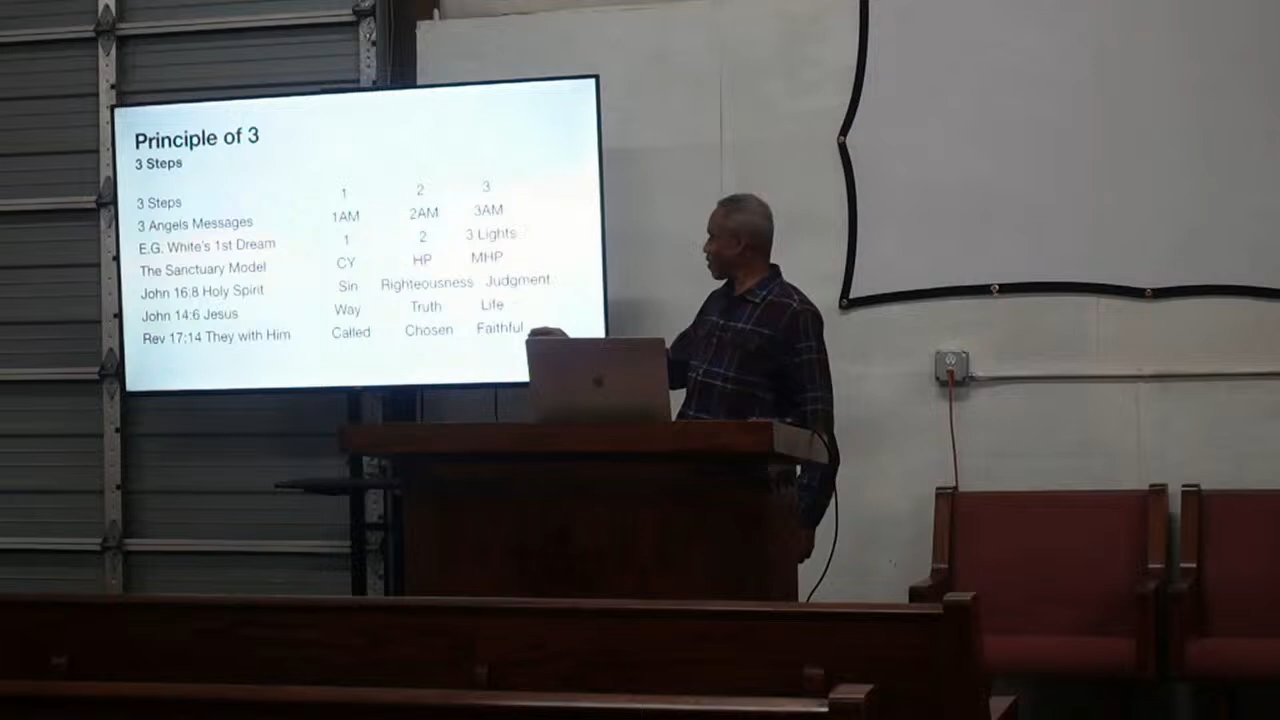 Principle of 3
3 Steps
3 Steps 1 2 3
3 Angels Messages 1AM 2AM 3AM
E.G. White's 1st Dream 1 2 3 Lights
The Sanctuary Model CY HP MHP
John 16:8 Holy Spirit Sin Righteousness Judgment
John 14:6 Jesus Way Truth Life
Rev 17:14 They with Him Called Chosen Faithful